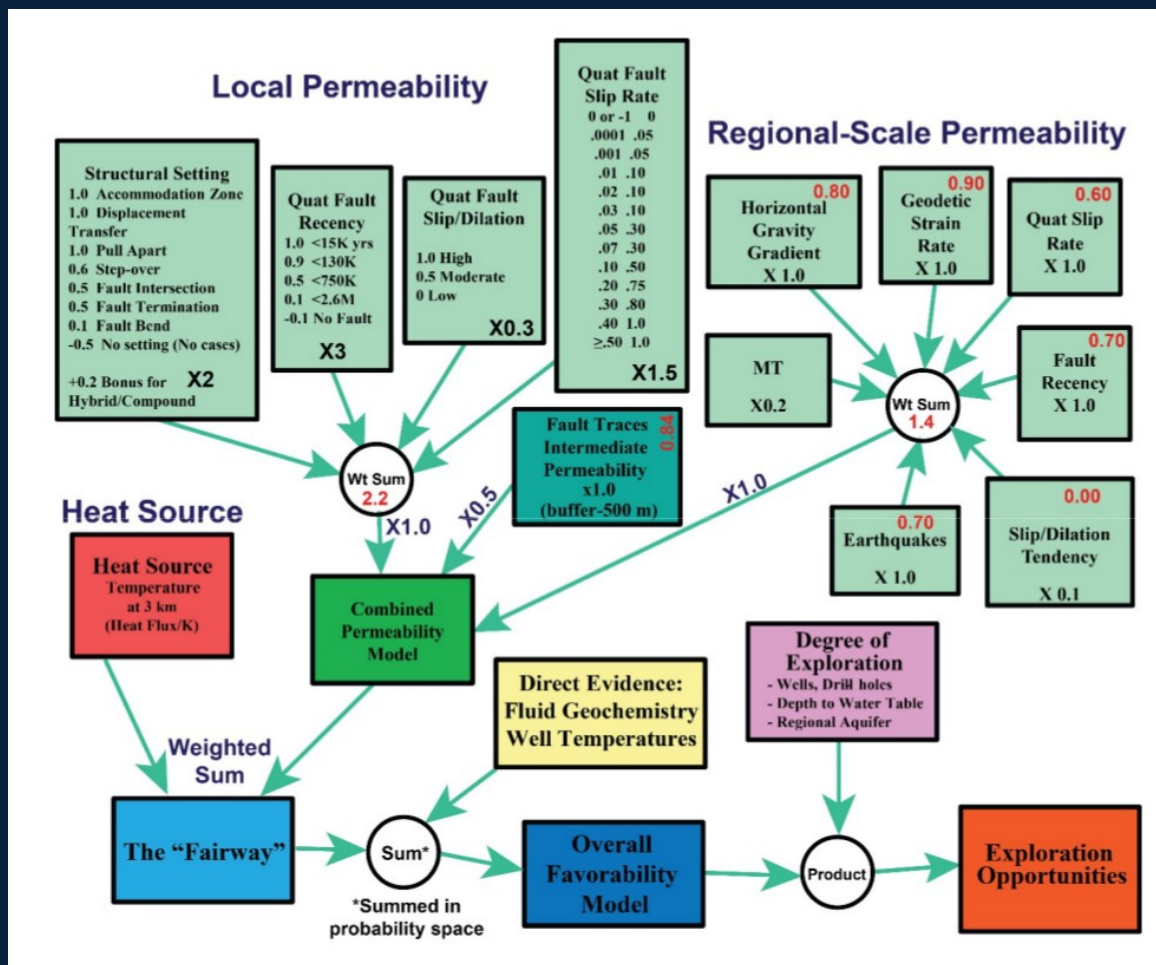 Local Permeability
Structural Setting
1.0 Accommodation Zone
1.0 Displacement
Transfer
1.0 Pull Apart
0.6 Step-over
0.5 Fault Intersection
0.5 Fault Termination
0.1 Fault Bend
-0.5 No setting (No cases)
+0.2 Bonus for
Hybrid/Compound
X2
Quat Fault
Recency
1.0 <15K yrs
0.9 <130K
0.5 <750K
0.1 <2.6M
-0.1 No Fault
X3
Quat Fault
Slip/Dilation
1.0 High
0.5 Moderate
0 Low
X0.3
Quat Fault
Slip Rate
0 or -1 0
.0001 .05
.001 .05
.01 .10
.02 .10
.03 .10
.05 .30
.07 .30
.10 .50
.20 .75
.30 .80
.40 1.0
≥.50 1.0
X1.5
Regional-Scale Permeability
0.80
Horizontal
Gravity
Gradient
X 1.0
0.90
Geodetic
Strain
Rate
X 1.0
0.60
Quat Slip
Rate
X 1.0
MT
X0.2
0.70
Fault
Recency
X 1.0
Wt Sum
1.4
0.70
Earthquakes
X 1.0
0.00
Slip/Dilation
Tendency
X 0.1
Wt Sum
2.2
Fault Traces
Intermediate
Permeability
x1.0
(buffer-500 m)
0.84
X1.0
X0.5
X1.0
Heat Source
Heat Source
Temperature
at 3 km
(Heat Flux/K)
Combined
Permeability
Model
Direct Evidence:
Fluid Geochemistry
Well Temperatures
Degree of
Exploration
- Wells, Drill holes
- Depth to Water Table
- Regional Aquifer
Weighted
Sum
The “Fairway”
Sum*
*Summed in
probability space
Overall
Favorability
Model
Product
Exploration
Opportunities